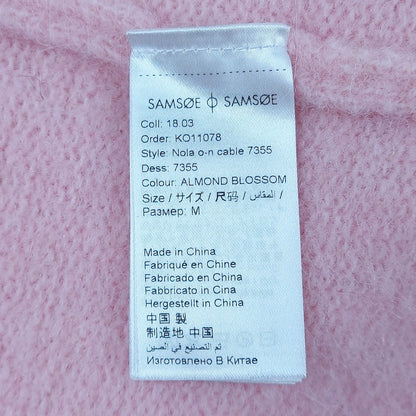 SAMSØE ϕ SAMSØE
Coll: 18.03
Order: KO11078
Style: Nola o-n cable 7355
Dess: 7355
Colour: ALMOND BLOSSOM
Size / サイズ / 尺码 / المقاس /
Размер: M
Made in China
Fabriqué en Chine
Fabricado en China
Fabbricato in Cina
Hergestellt in China
中国 製
制造地 中国
تم التصنيع في الصين
Изготовлено В Китае